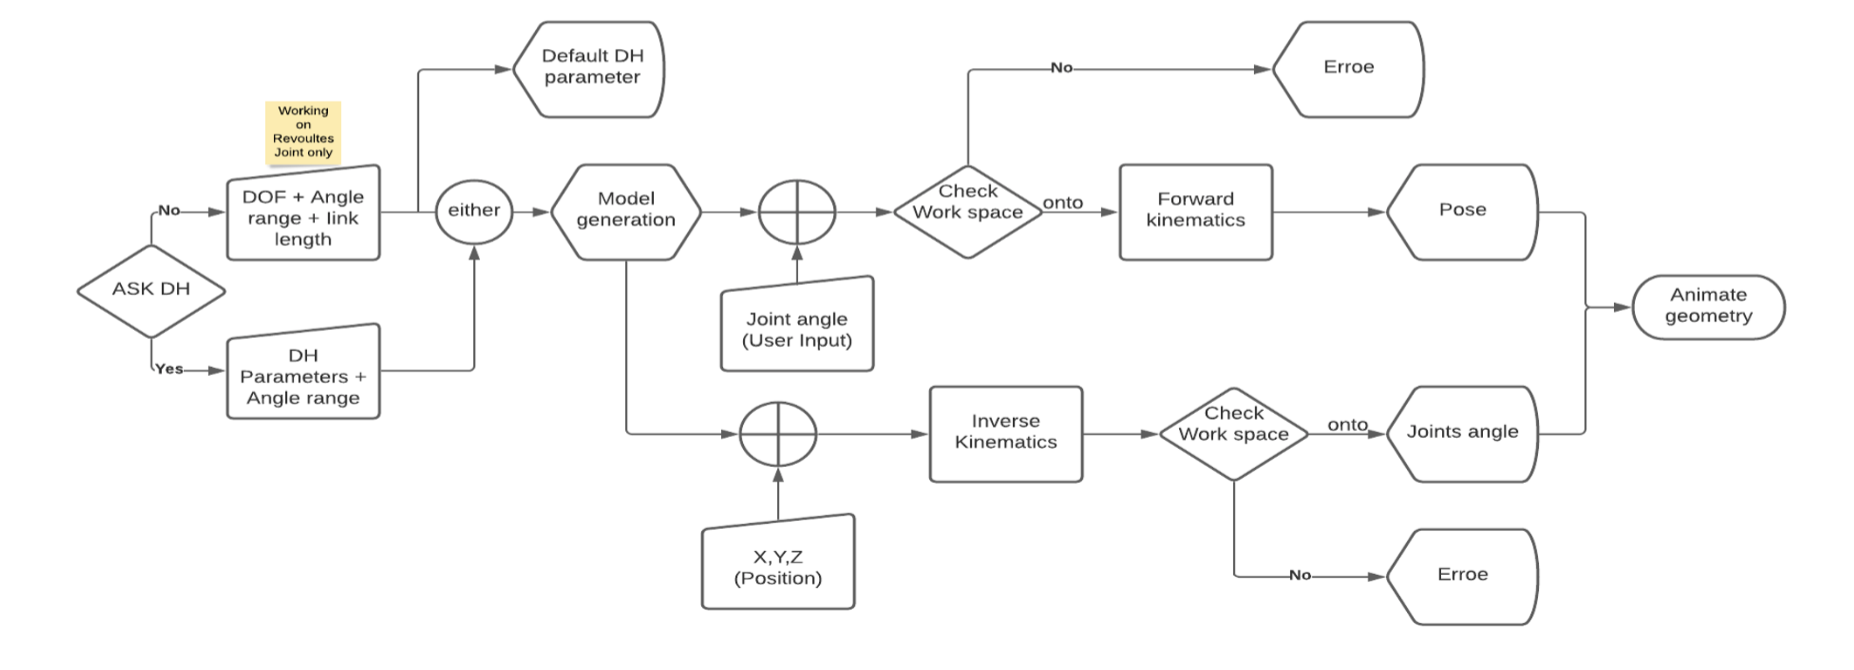 Default DH
parameter
No
Erroe
Working
on
Revoultes
Joint only
No
DOF + Angle
range + link
length
either
Model
generation
Check
Work space
onto
Forward
kinematics
Pose
ASK DH
Animate
geometry
Joint angle
(User Input)
Yes
DH
Parameters +
Angle range
Inverse
Kinematics
Check
Work space
onto
Joints angle
X,Y,Z
(Position)
No
Erroe